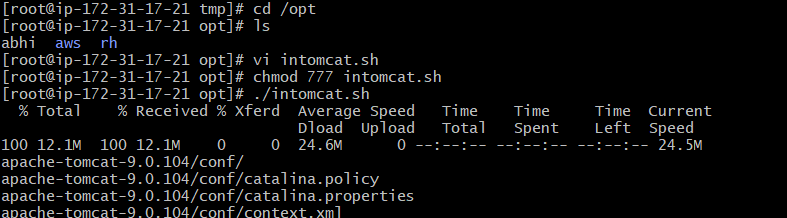 [root@ip-172-31-17-21 tmp]# cd /opt
[root@ip-172-31-17-21 opt]# ls
abhi  aws  rh
[root@ip-172-31-17-21 opt]# vi intomcat.sh
[root@ip-172-31-17-21 opt]# chmod 777 intomcat.sh
[root@ip-172-31-17-21 opt]# ./intomcat.sh
  % Total    % Received % Xferd  Average Speed   Time    Time     Time  Current
                                 Dload  Upload   Total   Spent    Left  Speed
100 12.1M  100 12.1M    0     0  24.6M      0 --:--:-- --:--:-- --:--:-- 24.5M
apache-tomcat-9.0.104/conf/
apache-tomcat-9.0.104/conf/catalina.policy
apache-tomcat-9.0.104/conf/catalina.properties
apache-tomcat-9.0.104/conf/context.xml